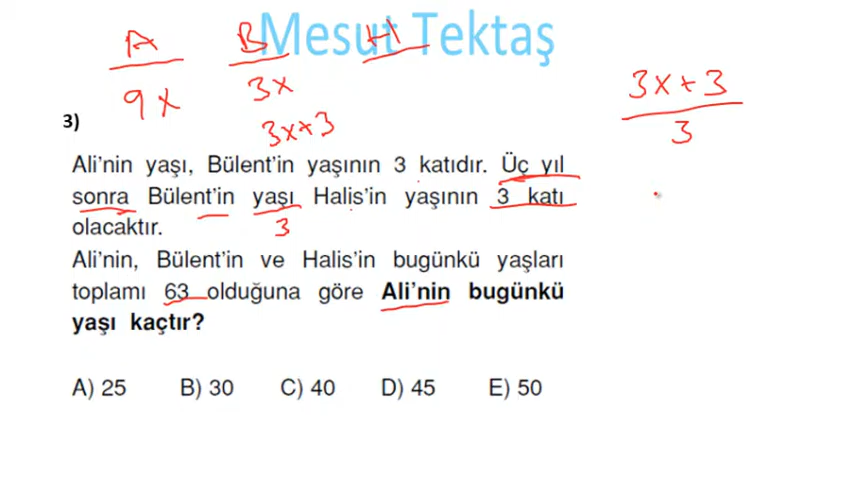 Mesut Tektaş
A B H
9x 3x
3x+3
3x+3
3
3)
Ali'nin yaşı, Bülent'in yaşının 3 katıdır. Üç yıl
sonra Bülent'in yaşı Halis'in yaşının 3 katı
olacaktır.
3
Ali'nin, Bülent'in ve Halis'in bugünkü yaşları
toplamı 63 olduğuna göre Ali'nin bugünkü
yaşı kaçtır?
A) 25 B) 30 C) 40 D) 45 E) 50